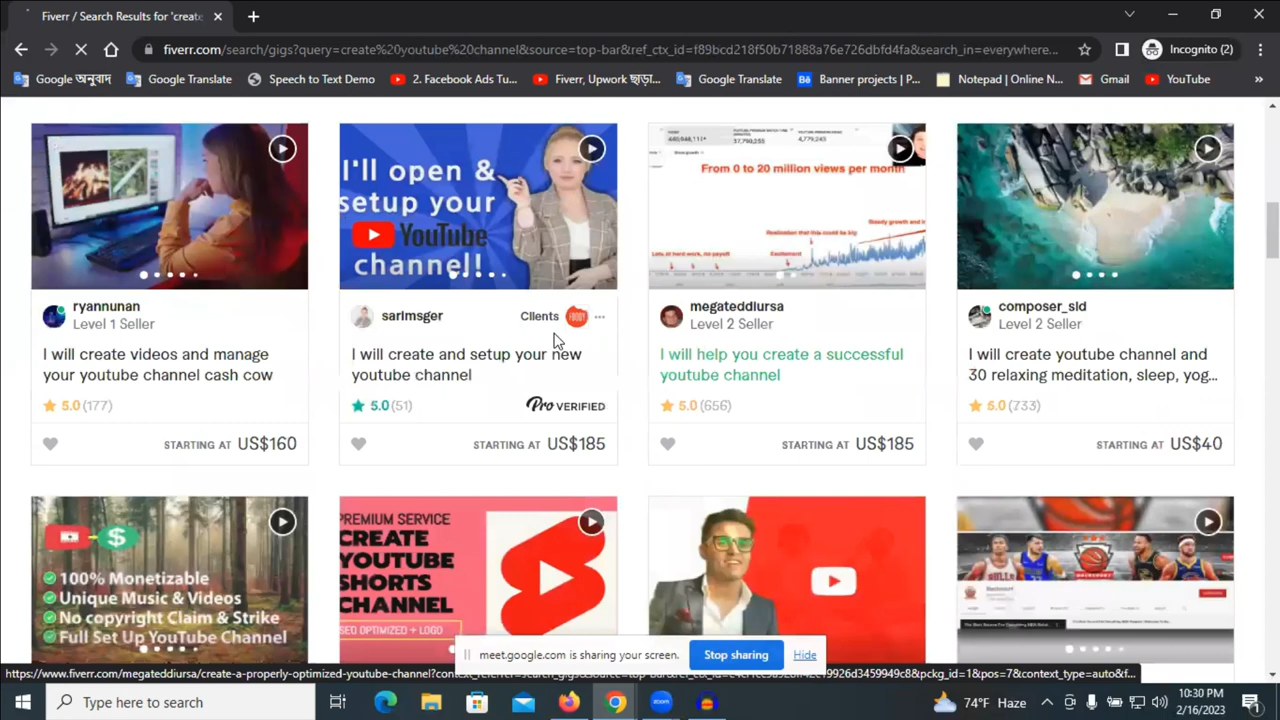 Fiverr / Search Results for 'create
fiverr.com/search/gigs?query=create%20youtube%20channel&source=top-bar&ref_ctx_id=f89bcd218f50b71888a76e726dbfd4fa&search_in=everywhere...
Incognito (2)
Google অনুবাদ
Google Translate
Speech to Text Demo
2. Facebook Ads Tu...
Fiverr, Upwork ছাড়া...
Google Translate
Banner projects | P...
Notepad | Online N...
Gmail
YouTube
»
I'll open &
setup your
YouTube
channel!
From 0 to 20 million views per month
Realization that this could be big
Excitement
ryannunan
Level 1 Seller
I will create videos and manage
your youtube channel cash cow
5.0 (177)
STARTING AT US$160
sarimsger
Clients
I will create and setup your new
youtube channel
5.0 (51)
Pro VERIFIED
STARTING AT US$185
megateddiursa
Level 2 Seller
I will help you create a successful
youtube channel
5.0 (656)
STARTING AT US$185
composer_sld
Level 2 Seller
I will create youtube channel and
30 relaxing meditation, sleep, yog...
5.0 (733)
STARTING AT US$40
100% Monetizable
Unique Music & Videos
No copyright Claim & Strike
Full Set Up YouTube Channel
PREMIUM SERVICE
CREATE
YOUTUBE
SHORTS
CHANNEL
SEO OPTIMIZED + LOGO
meet.google.com is sharing your screen.
Stop sharing
Hide
Type here to search
zoom
74°F Haze
10:30 PM
2/16/2023